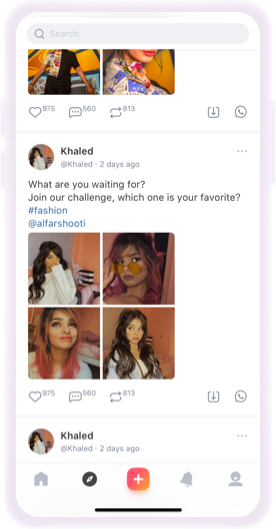 Search
975 560 813
Khaled
@Khaled · 2 days ago
What are you waiting for?
Join our challenge, which one is your favorite?
#fashion
@alfarshooti
975 560 813
Khaled
@Khaled · 2 days ago